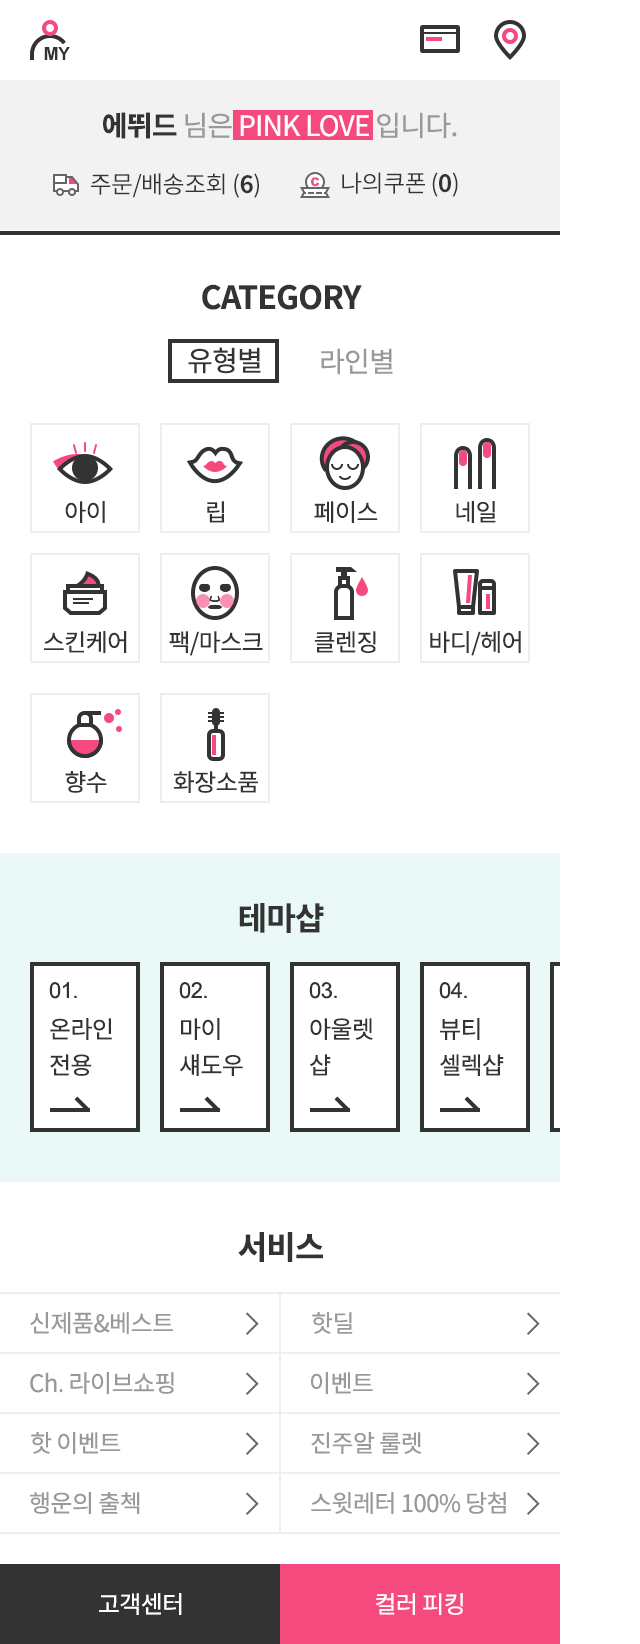 MY
에뛰드 님은 PINK LOVE 입니다.
주문/배송조회 (6) 나의쿠폰 (0)
CATEGORY
유형별 라인별
아이 립 페이스 네일
스킨케어 팩/마스크 클렌징 바디/헤어
향수 화장소품
테마샵
01. 02. 03. 04.
온라인 마이 아울렛 뷰티
전용 섀도우 샵 셀렉샵
서비스
신제품&베스트 핫딜
Ch. 라이브쇼핑 이벤트
핫 이벤트 진주알 룰렛
행운의 출첵 스윗레터 100% 당첨
고객센터 컬러 피킹